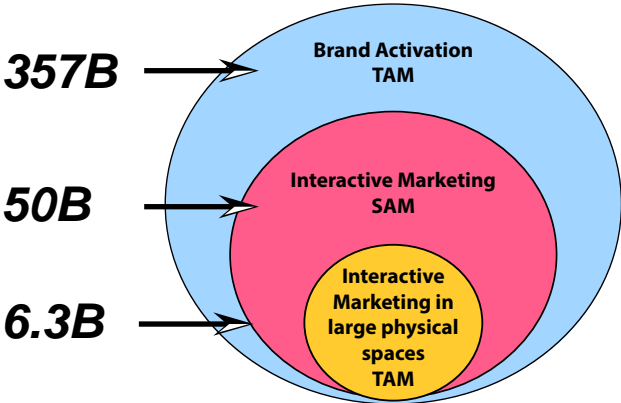 357B
Brand Activation
TAM
50B
Interactive Marketing
SAM
6.3B
Interactive
Marketing in
large physical
spaces
TAM